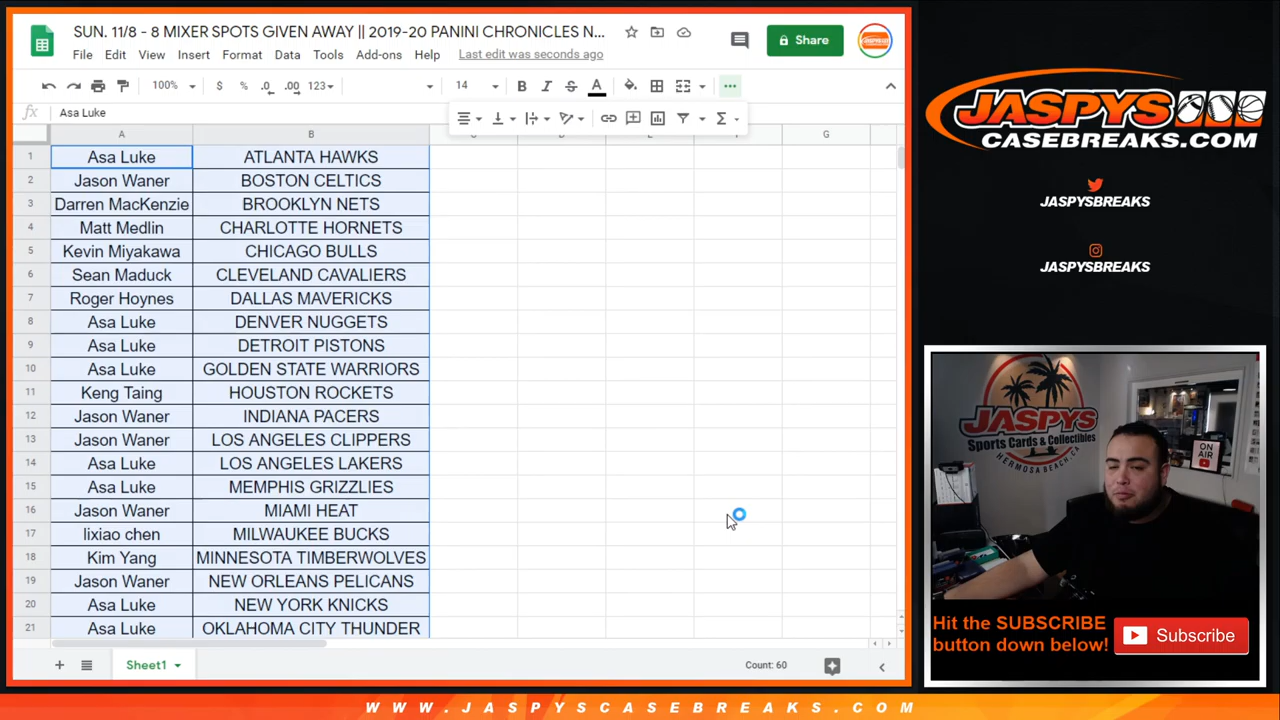 SUN. 11/8 - 8 MIXER SPOTS GIVEN AWAY || 2019-20 PANINI CHRONICLES N...
File Edit View Insert Format Data Tools Add-ons Help Last edit was seconds ago
Share
100% $ % .0 .00 123 14 B I S A
fx Asa Luke
A B G
1 Asa Luke ATLANTA HAWKS
2 Jason Waner BOSTON CELTICS
3 Darren MacKenzie BROOKLYN NETS
4 Matt Medlin CHARLOTTE HORNETS
5 Kevin Miyakawa CHICAGO BULLS
6 Sean Maduck CLEVELAND CAVALIERS
7 Roger Hoynes DALLAS MAVERICKS
8 Asa Luke DENVER NUGGETS
9 Asa Luke DETROIT PISTONS
10 Asa Luke GOLDEN STATE WARRIORS
11 Keng Taing HOUSTON ROCKETS
12 Jason Waner INDIANA PACERS
13 Jason Waner LOS ANGELES CLIPPERS
14 Asa Luke LOS ANGELES LAKERS
15 Asa Luke MEMPHIS GRIZZLIES
16 Jason Waner MIAMI HEAT
17 lixiao chen MILWAUKEE BUCKS
18 Kim Yang MINNESOTA TIMBERWOLVES
19 Jason Waner NEW ORLEANS PELICANS
20 Asa Luke NEW YORK KNICKS
21 Asa Luke OKLAHOMA CITY THUNDER
Sheet1 Count: 60
JASPYS
CASEBREAKS.COM
JASPYSBREAKS
JASPYSBREAKS
JASPYS
Sports Cards & Collectibles
HERMOSA BEACH, CA
ON
AIR
Hit the SUBSCRIBE
button down below!
Subscribe
WWW.JASPYSCASEBREAKS.COM